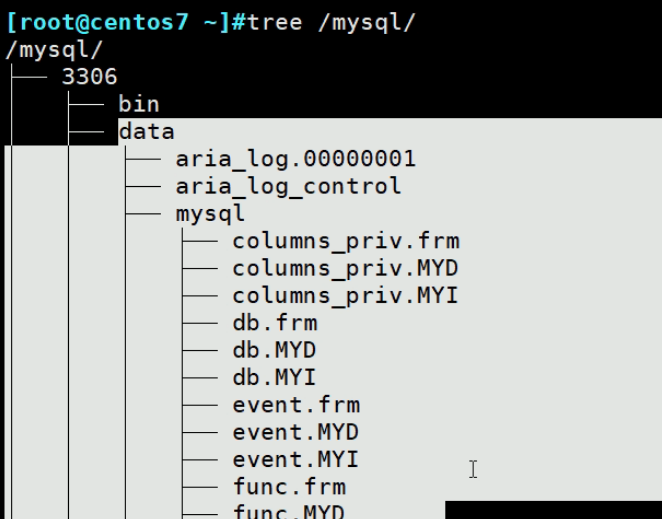 [root@centos7 ~]#tree /mysql/
/mysql/
├── 3306
│   ├── bin
│   ├── data
│   │   ├── aria_log.00000001
│   │   ├── aria_log_control
│   │   ├── mysql
│   │   │   ├── columns_priv.frm
│   │   │   ├── columns_priv.MYD
│   │   │   ├── columns_priv.MYI
│   │   │   ├── db.frm
│   │   │   ├── db.MYD
│   │   │   ├── db.MYI
│   │   │   ├── event.frm
│   │   │   ├── event.MYD
│   │   │   ├── event.MYI
│   │   │   ├── func.frm
│   │   │   ├── func.MYD